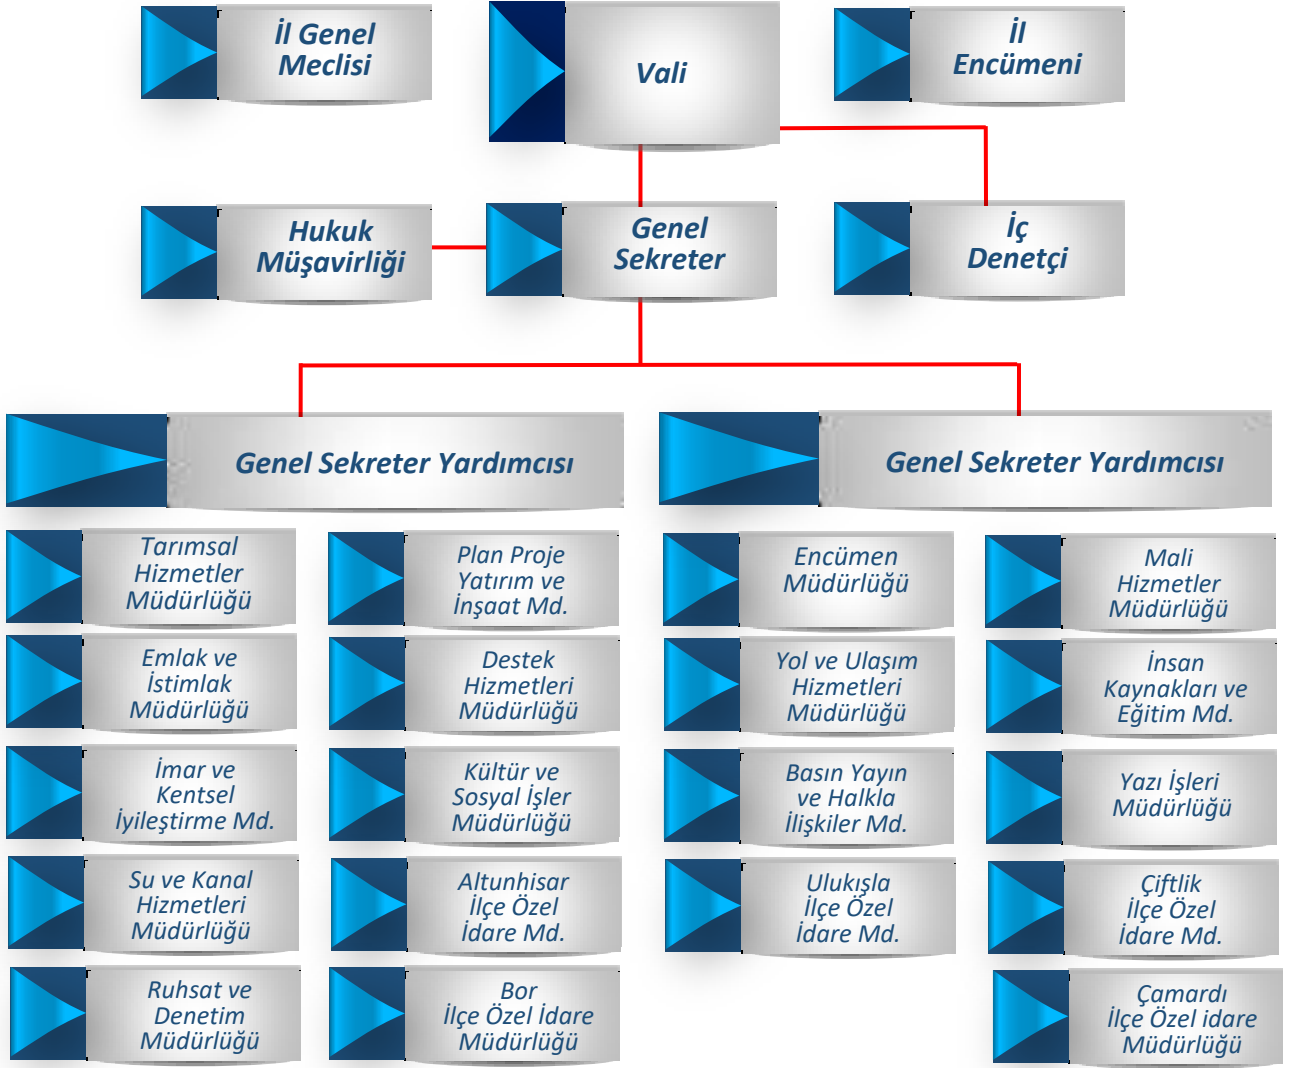 İl Genel
Meclisi
Vali
İl
Encümeni
Hukuk
Müşavirliği
Genel
Sekreter
İç
Denetçi
Genel Sekreter Yardımcısı
Genel Sekreter Yardımcısı
Tarımsal
Hizmetler
Müdürlüğü
Plan Proje
Yatırım ve
İnşaat Md.
Encümen
Müdürlüğü
Mali
Hizmetler
Müdürlüğü
Emlak ve
İstimlak
Müdürlüğü
Destek
Hizmetleri
Müdürlüğü
Yol ve Ulaşım
Hizmetleri
Müdürlüğü
İnsan
Kaynakları ve
Eğitim Md.
İmar ve
Kentsel
İyileştirme Md.
Kültür ve
Sosyal İşler
Müdürlüğü
Basın Yayın
ve Halkla
İlişkiler Md.
Yazı İşleri
Müdürlüğü
Su ve Kanal
Hizmetleri
Müdürlüğü
Altunhisar
İlçe Özel
İdare Md.
Ulukışla
İlçe Özel
İdare Md.
Çiftlik
İlçe Özel
İdare Md.
Ruhsat ve
Denetim
Müdürlüğü
Bor
İlçe Özel İdare
Müdürlüğü
Çamardı
İlçe Özel idare
Müdürlüğü